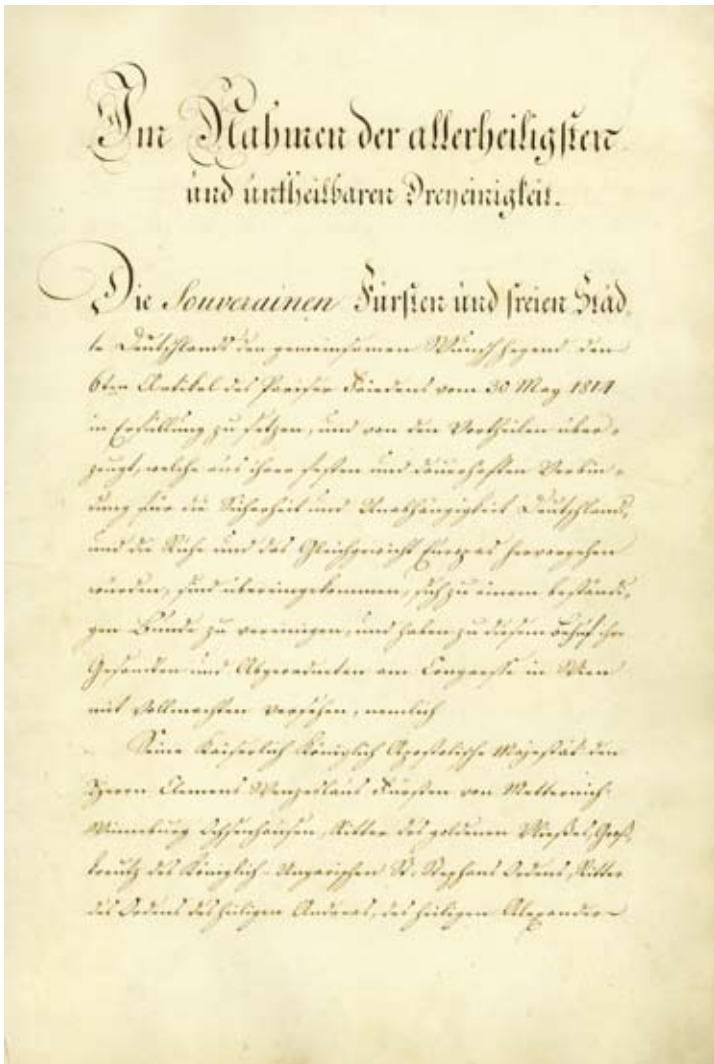 Im Nahmen der allerheiligsten
und untheilbaren Dreyeinigkeit.
Die Souverainen Fürsten und freien Städ-
te Deutschlands den gemeinsamen Wunsch hegend den
6ten Artikel des Pariser Friedens vom 30 May 1814
in Erfüllung zu setzen, und von den Vortheilen über-
zeugt, welche aus ihrer festen und dauerhaften Verbin-
dung für die Sicherheit und Unabhängigkeit Deutschlands,
und die Ruhe und das Gleichgewicht Europas hervorgehen
würden, sind übereingekommen, sich zu einem beständi-
gen Bunde zu vereinigen, und haben zu diesem Behuf ihre
Gesandten und Abgeordneten am Congresse in Wien
mit Vollmachten versehen, nemlich
Seine Kaiserlich Königlich Apostolische Majestät den
Herrn Clemens Wenzeslaus Fürsten von Metternich-
Winneburg Ochsenhausen, Ritter des goldenen Vließes, Groß-
kreutz des Königlich-Ungarischen St. Stephans Ordens, Ritter
des Ordens des heiligen Andreas, des heiligen Alexander